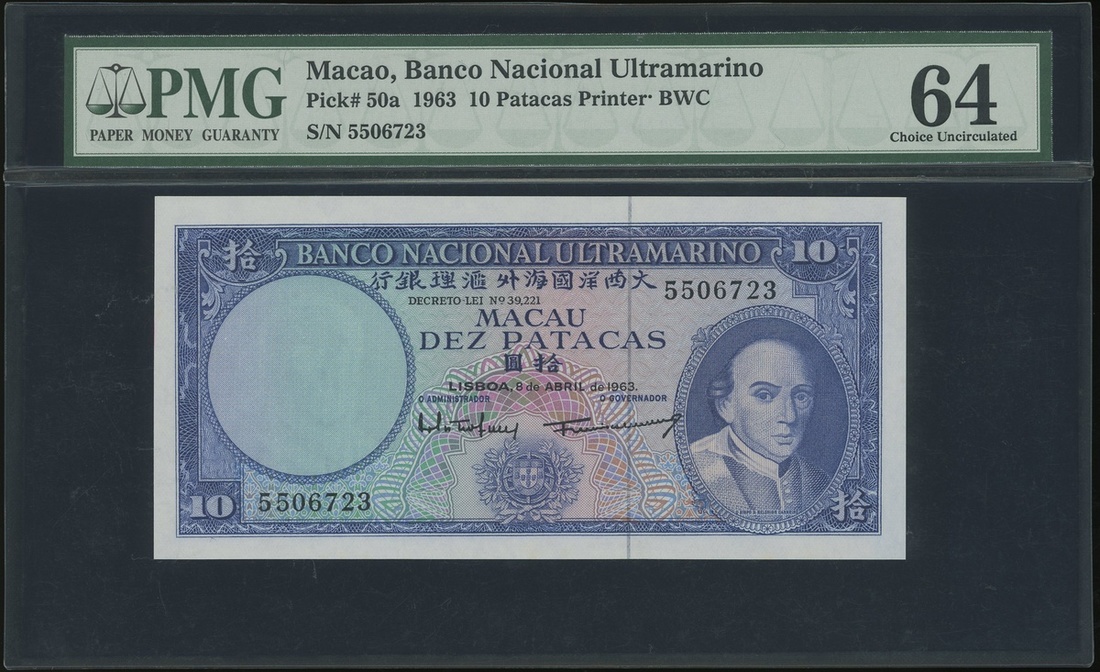 PMG
PAPER MONEY GUARANTY
Macao, Banco Nacional Ultramarino
Pick# 50a 1963 10 Patacas Printer· BWC
S/N 5506723
64
Choice Uncirculated
拾 BANCO NACIONAL ULTRAMARINO 10
行銀理滙外海國洋西大
5506723
DECRETO-LEI Nº 39,221
MACAU
DEZ PATACAS
圓拾
LISBOA, 8 de ABRIL de 1963.
O ADMINISTRADOR O GOVERNADOR
10 5506723 拾